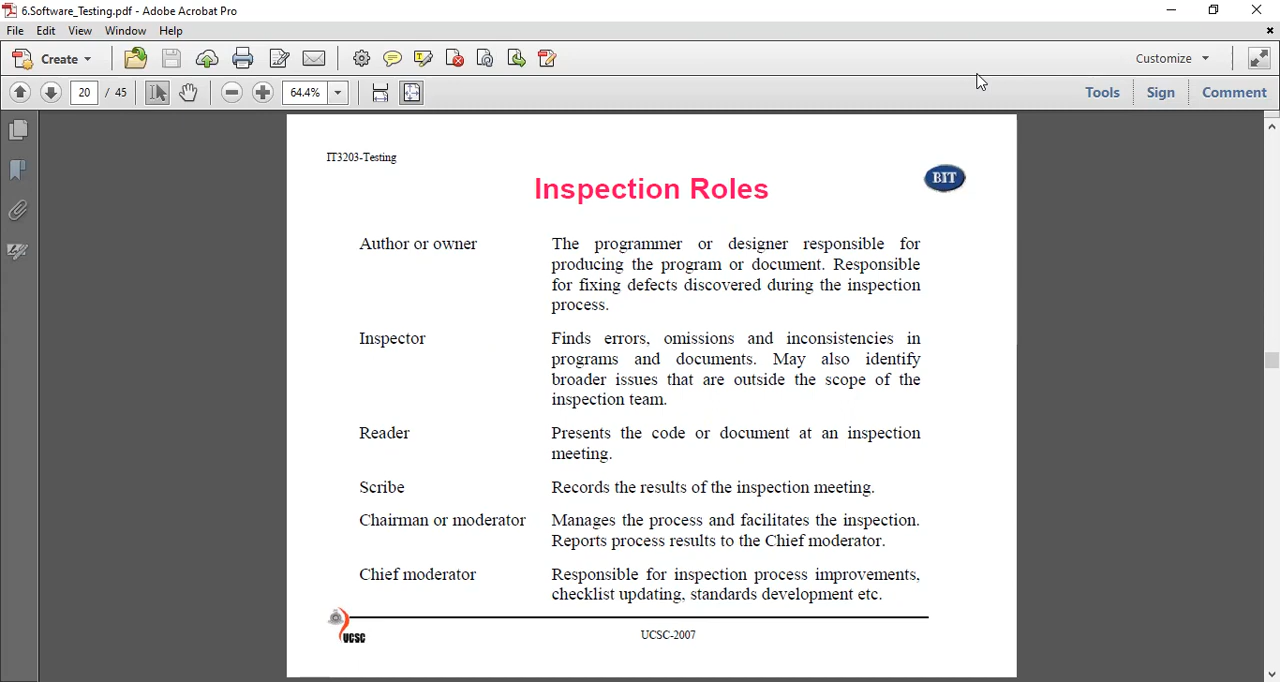 6.Software_Testing.pdf - Adobe Acrobat Pro
File Edit View Window Help
Create
Customize
20 / 45
64.4%
Tools Sign Comment
IT3203-Testing
BIT
Inspection Roles
Author or owner The programmer or designer responsible for
producing the program or document. Responsible
for fixing defects discovered during the inspection
process.
Inspector Finds errors, omissions and inconsistencies in
programs and documents. May also identify
broader issues that are outside the scope of the
inspection team.
Reader Presents the code or document at an inspection
meeting.
Scribe Records the results of the inspection meeting.
Chairman or moderator Manages the process and facilitates the inspection.
Reports process results to the Chief moderator.
Chief moderator Responsible for inspection process improvements,
checklist updating, standards development etc.
UCSC
UCSC-2007